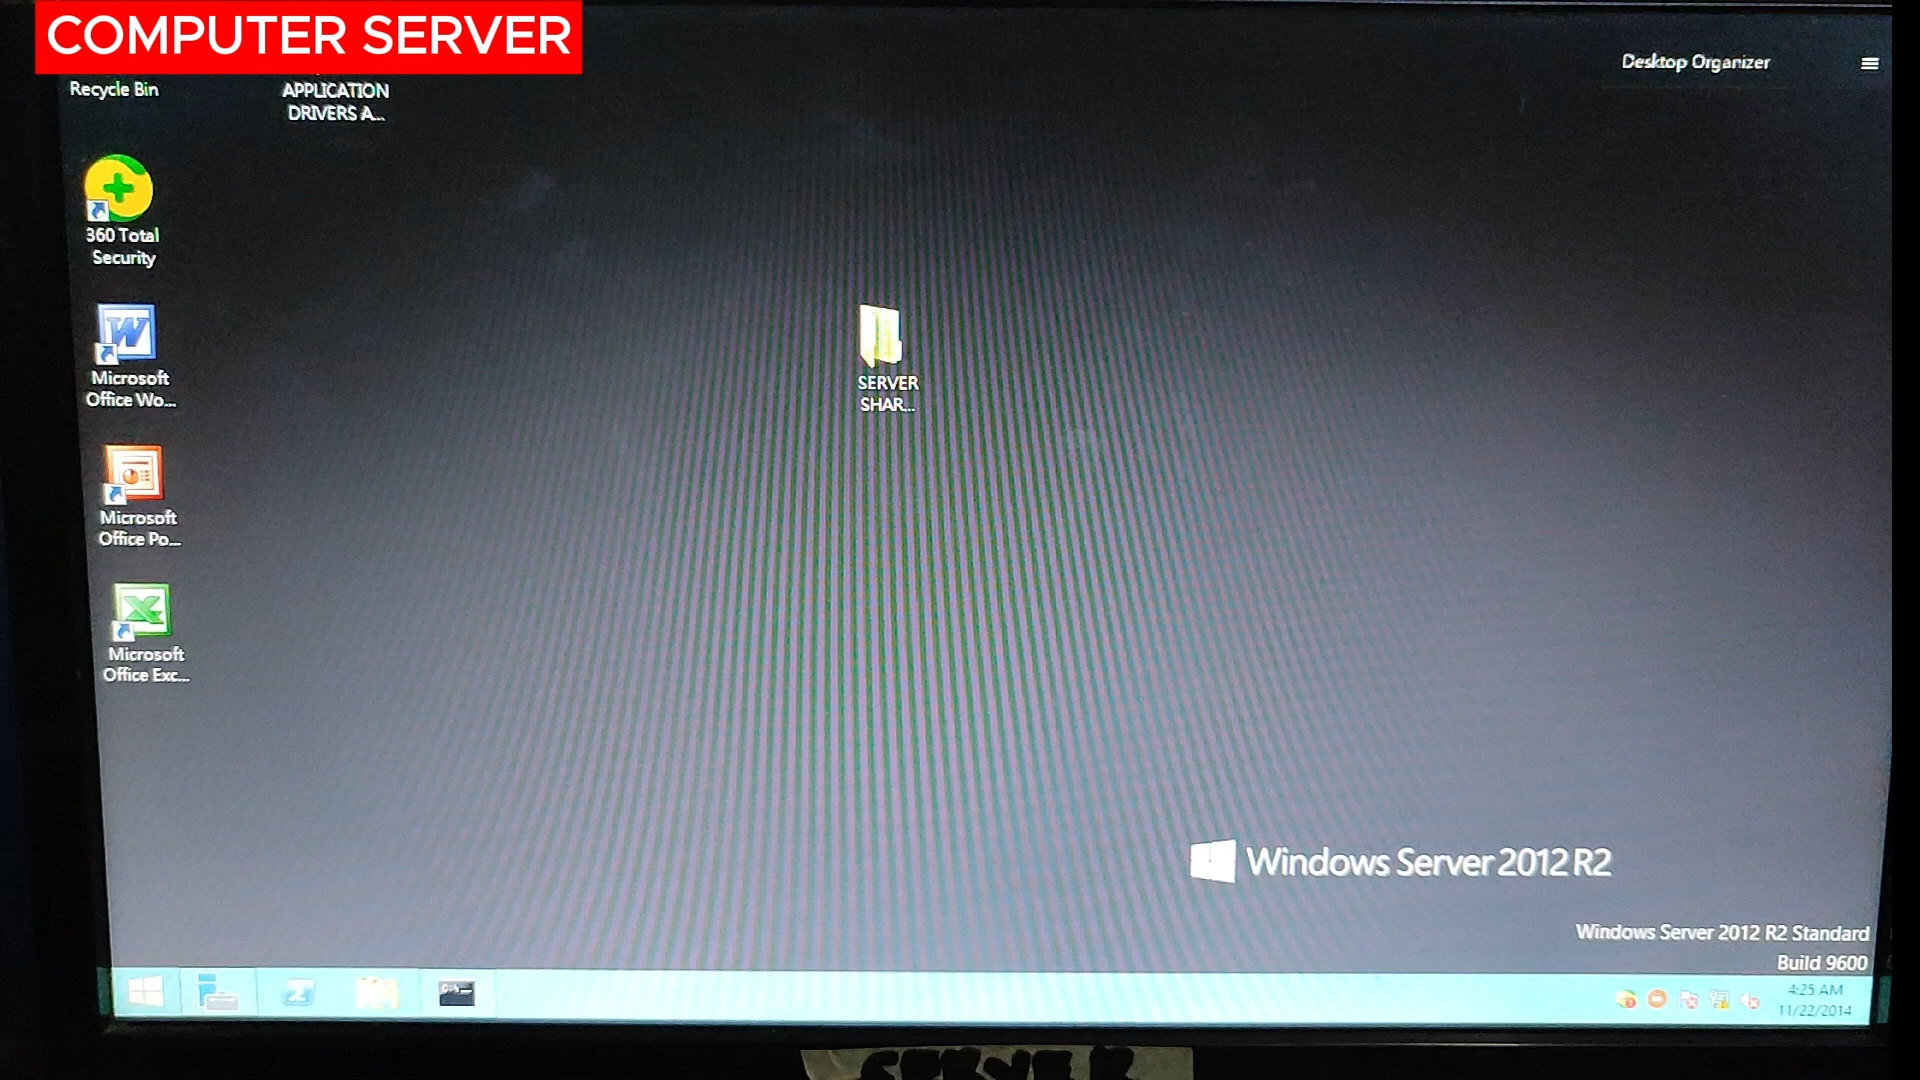 COMPUTER SERVER
Desktop Organizer
Recycle Bin
APPLICATION
DRIVERS A...
360 Total
Security
Microsoft
Office Wo...
SERVER
SHAR...
Microsoft
Office Po...
Microsoft
Office Exc...
Windows Server 2012 R2
Windows Server 2012 R2 Standard
Build 9600
4:25 AM
11/22/2014
SERVER